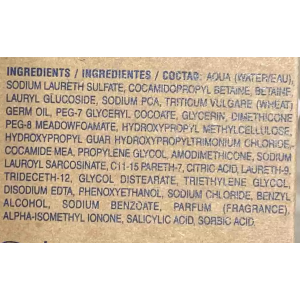 INGREDIENTS / INGREDIENTES / СОСТАВ: AQUA (WATER/EAU),
SODIUM LAURETH SULFATE, COCAMIDOPROPYL BETAINE, BETAINE,
LAURYL GLUCOSIDE, SODIUM PCA, TRITICUM VULGARE (WHEAT)
GERM OIL, PEG-7 GLYCERYL COCOATE, GLYCERIN, DIMETHICONE
PEG-8 MEADOWFOAMATE, HYDROXYPROPYL METHYLCELLULOSE,
HYDROXYPROPYL GUAR HYDROXYPROPYLTRIMONIUM CHLORIDE,
COCAMIDE MEA, PROPYLENE GLYCOL, AMODIMETHICONE, SODIUM
LAUROYL SARCOSINATE, C11-15 PARETH-7, CITRIC ACID, LAURETH-9,
TRIDECETH-12, GLYCOL DISTEARATE, TRIETHYLENE GLYCOL,
DISODIUM EDTA, PHENOXYETHANOL, SODIUM CHLORIDE, BENZYL
ALCOHOL, SODIUM BENZOATE, PARFUM (FRAGRANCE),
ALPHA-ISOMETHYL IONONE, SALICYLIC ACID, SORBIC ACID